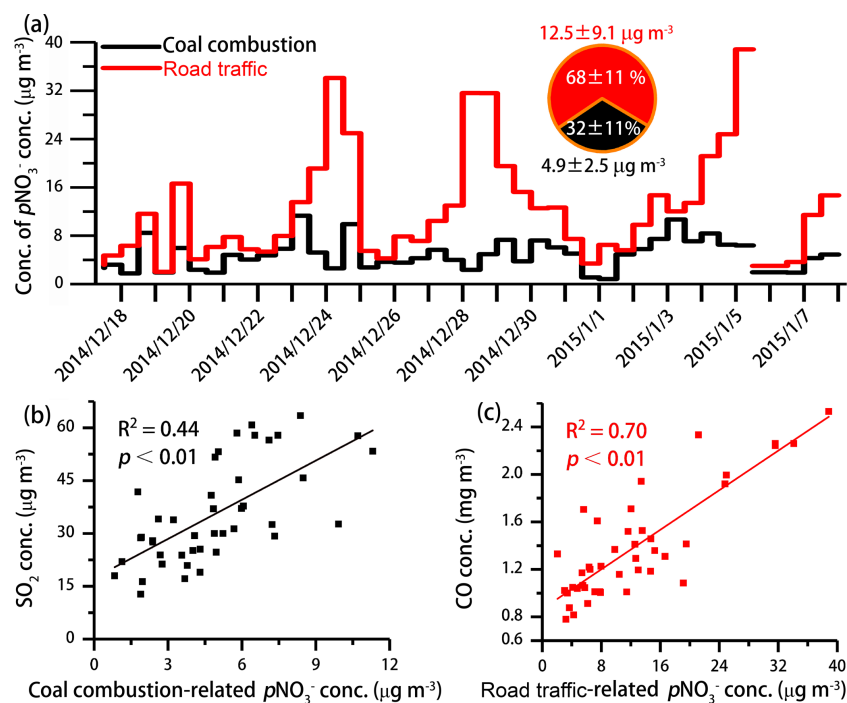 (a)
Coal combustion
Road traffic
12.5±9.1 μg m⁻³
68±11 %
32±11%
4.9±2.5 μg m⁻³
Conc. of pNO₃⁻ conc. (μg m⁻³)
40
32
24
16
8
0
2014/12/18
2014/12/20
2014/12/22
2014/12/24
2014/12/26
2014/12/28
2014/12/30
2015/1/1
2015/1/3
2015/1/5
2015/1/7
(b)
R² = 0.44
p < 0.01
SO₂ conc. (μg m⁻³)
60
45
30
15
0
0 3 6 9 12
Coal combustion-related pNO₃⁻ conc. (μg m⁻³)
(c)
R² = 0.70
p < 0.01
CO conc. (mg m⁻³)
2.4
2.0
1.6
1.2
0.8
0.6
0 8 16 24 32 40
Road traffic-related pNO₃⁻ conc. (μg m⁻³)